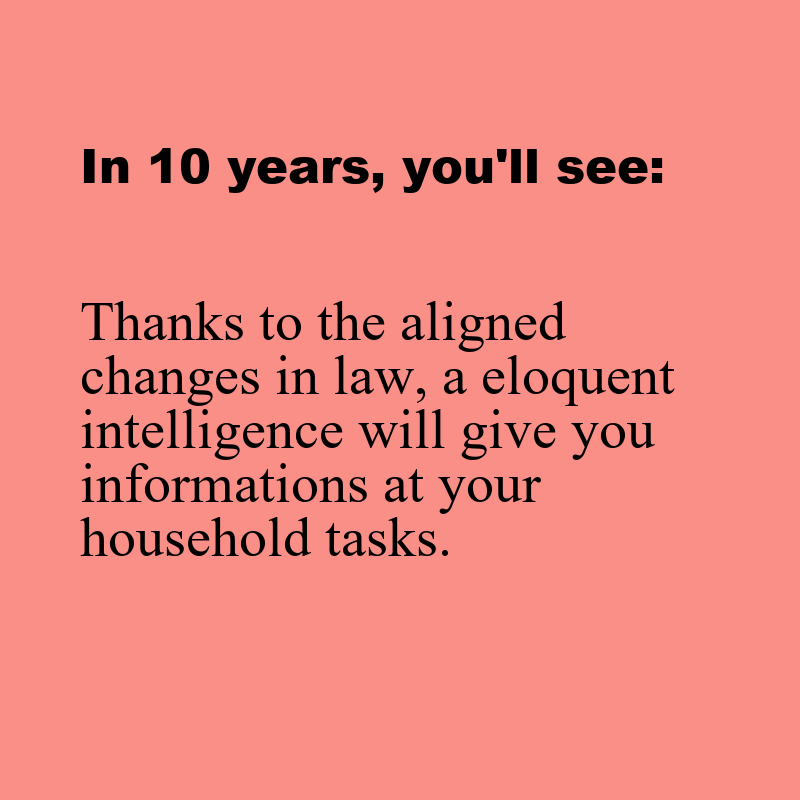 In 10 years, you'll see:
Thanks to the aligned
changes in law, a eloquent
intelligence will give you
informations at your
household tasks.